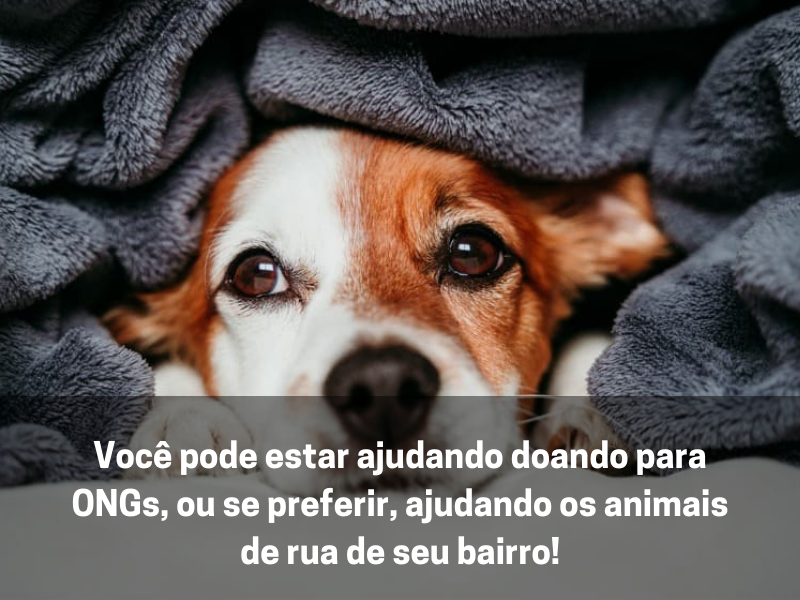 Você pode estar ajudando doando para
ONGs, ou se preferir, ajudando os animais
de rua de seu bairro!